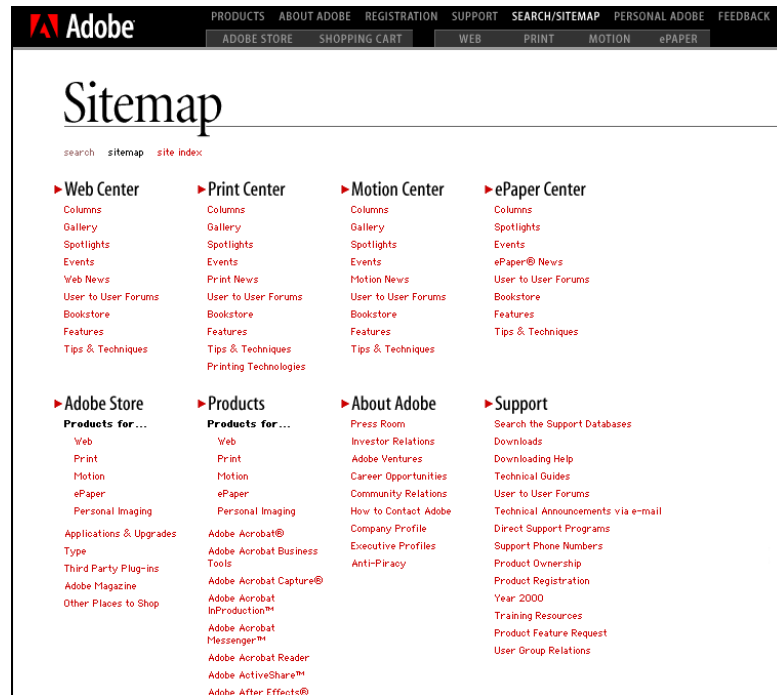 Adobe
PRODUCTS ABOUT ADOBE REGISTRATION SUPPORT SEARCH/SITEMAP PERSONAL ADOBE FEEDBACK
ADOBE STORE SHOPPING CART WEB PRINT MOTION ePAPER
Sitemap
search sitemap site index
Web Center
Columns
Gallery
Spotlights
Events
Web News
User to User Forums
Bookstore
Features
Tips & Techniques
Print Center
Columns
Gallery
Spotlights
Events
Print News
User to User Forums
Bookstore
Features
Tips & Techniques
Printing Technologies
Motion Center
Columns
Gallery
Spotlights
Events
Motion News
User to User Forums
Bookstore
Features
Tips & Techniques
ePaper Center
Columns
Spotlights
Events
ePaper® News
User to User Forums
Bookstore
Features
Tips & Techniques
Adobe Store
Products for...
Web
Print
Motion
ePaper
Personal Imaging
Applications & Upgrades
Type
Third Party Plug-ins
Adobe Magazine
Other Places to Shop
Products
Products for...
Web
Print
Motion
ePaper
Personal Imaging
Adobe Acrobat®
Adobe Acrobat Business
Tools
Adobe Acrobat Capture®
Adobe Acrobat
InProduction™
Adobe Acrobat
Messenger™
Adobe Acrobat Reader
Adobe ActiveShare™
Adobe After Effects®
About Adobe
Press Room
Investor Relations
Adobe Ventures
Career Opportunities
Community Relations
How to Contact Adobe
Company Profile
Executive Profiles
Anti-Piracy
Support
Search the Support Databases
Downloads
Downloading Help
Technical Guides
User to User Forums
Technical Announcements via e-mail
Direct Support Programs
Support Phone Numbers
Product Ownership
Product Registration
Year 2000
Training Resources
Product Feature Request
User Group Relations